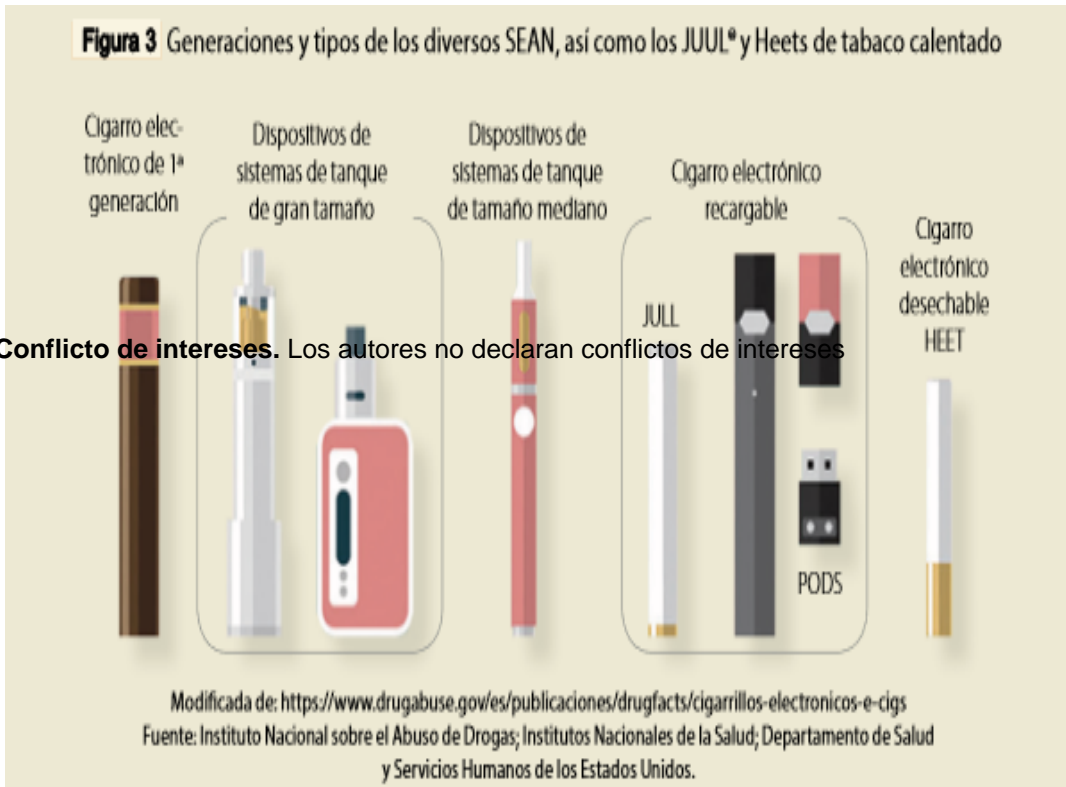 Figura 3 Generaciones y tipos de los diversos SEAN, así como los JUUL® y Heets de tabaco calentado
Cigarro elec-
trónico de 1ª
generación
Dispositivos de
sistemas de tanque
de gran tamaño
Dispositivos de
sistemas de tanque
de tamaño mediano
Cigarro electrónico
recargable
JULL
PODS
Cigarro
electrónico
desechable
HEET
Conflicto de intereses. Los autores no declaran conflictos de intereses
Modificada de: https://www.drugabuse.gov/es/publicaciones/drugfacts/cigarrillos-electronicos-e-cigs
Fuente: Instituto Nacional sobre el Abuso de Drogas; Institutos Nacionales de la Salud; Departamento de Salud
y Servicios Humanos de los Estados Unidos.